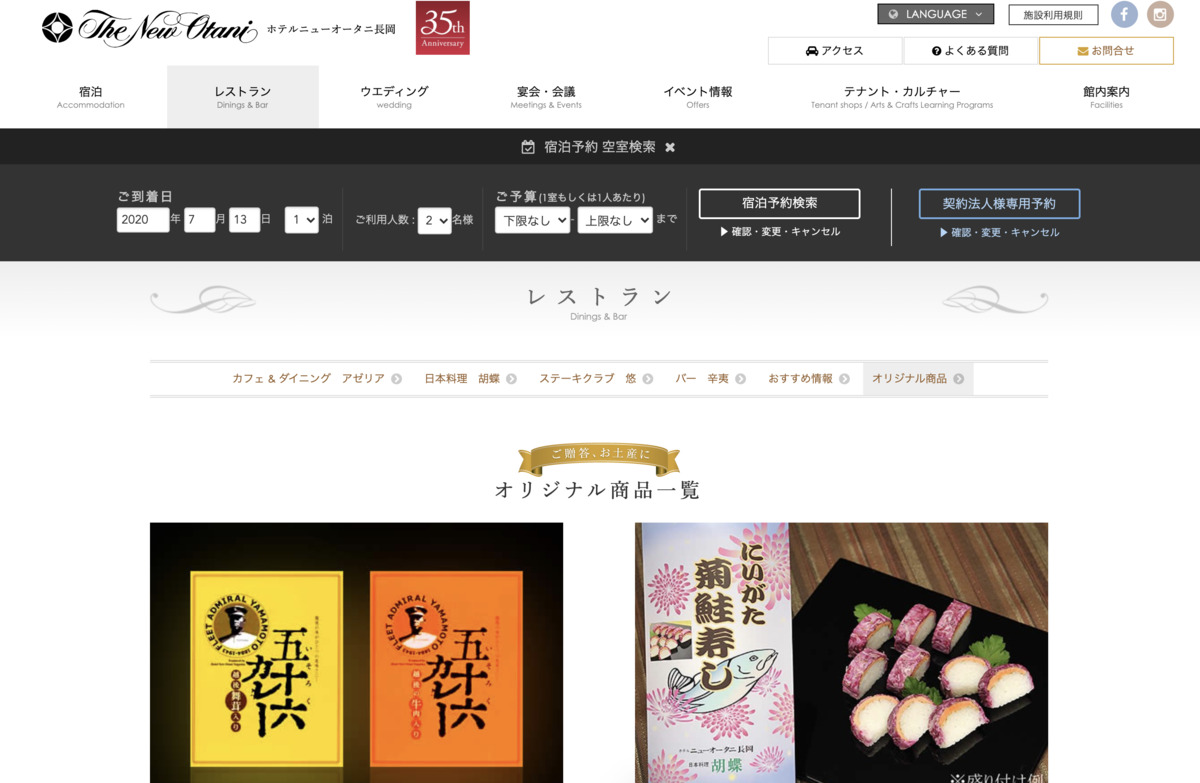 The New Otani
ホテルニューオータニ長岡
35th
Anniversary
LANGUAGE
施設利用規則
アクセス
よくある質問
お問合せ
宿泊
Accommodation
レストラン
Dinings & Bar
ウエディング
wedding
宴会・会議
Meetings & Events
イベント情報
Offers
テナント・カルチャー
Tenant shops / Arts & Crafts Learning Programs
館内案内
Facilities
宿泊予約 空室検索
ご到着日
2020 年 7 月 13 日 1 泊
ご利用人数 : 2 名様
ご予算(1室もしくは1人あたり)
下限なし - 上限なし まで
宿泊予約検索
確認・変更・キャンセル
契約法人様専用予約
確認・変更・キャンセル
レストラン
Dinings & Bar
カフェ & ダイニング アゼリア
日本料理 胡蝶
ステーキクラブ 悠
バー 辛夷
おすすめ情報
オリジナル商品
ご贈答、お土産に
オリジナル商品一覧
FLEET ADMIRAL YAMAMOTO
五十六
カレー
越後
舞茸入り
FLEET ADMIRAL YAMAMOTO
五十六
カレー
越後
牛肉入り
にいがた
菊鮭寿し
ホテル ニューオータニ長岡
日本料理 胡蝶
※盛り付け例